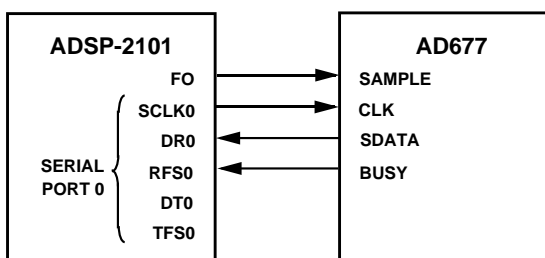 ADSP-2101
FO
SCLK0
DR0
RFS0
DT0
TFS0
SERIAL
PORT 0
AD677
SAMPLE
CLK
SDATA
BUSY